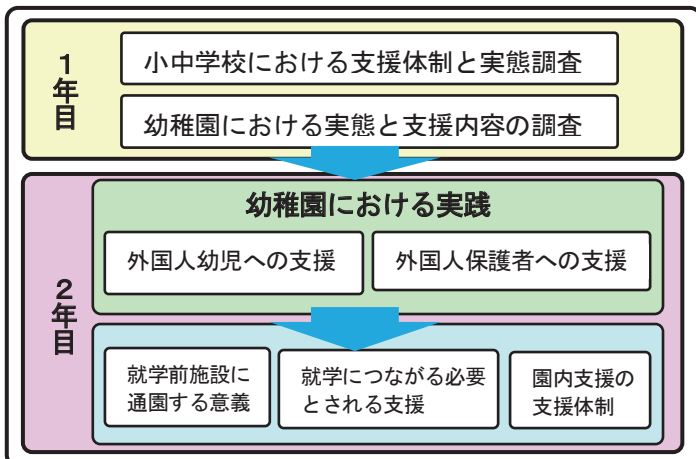 1年目
小中学校における支援体制と実態調査
幼稚園における実態と支援内容の調査
2年目
幼稚園における実践
外国人幼児への支援
外国人保護者への支援
就学前施設に
通園する意義
就学につながる必要
とされる支援
園内支援の
支援体制